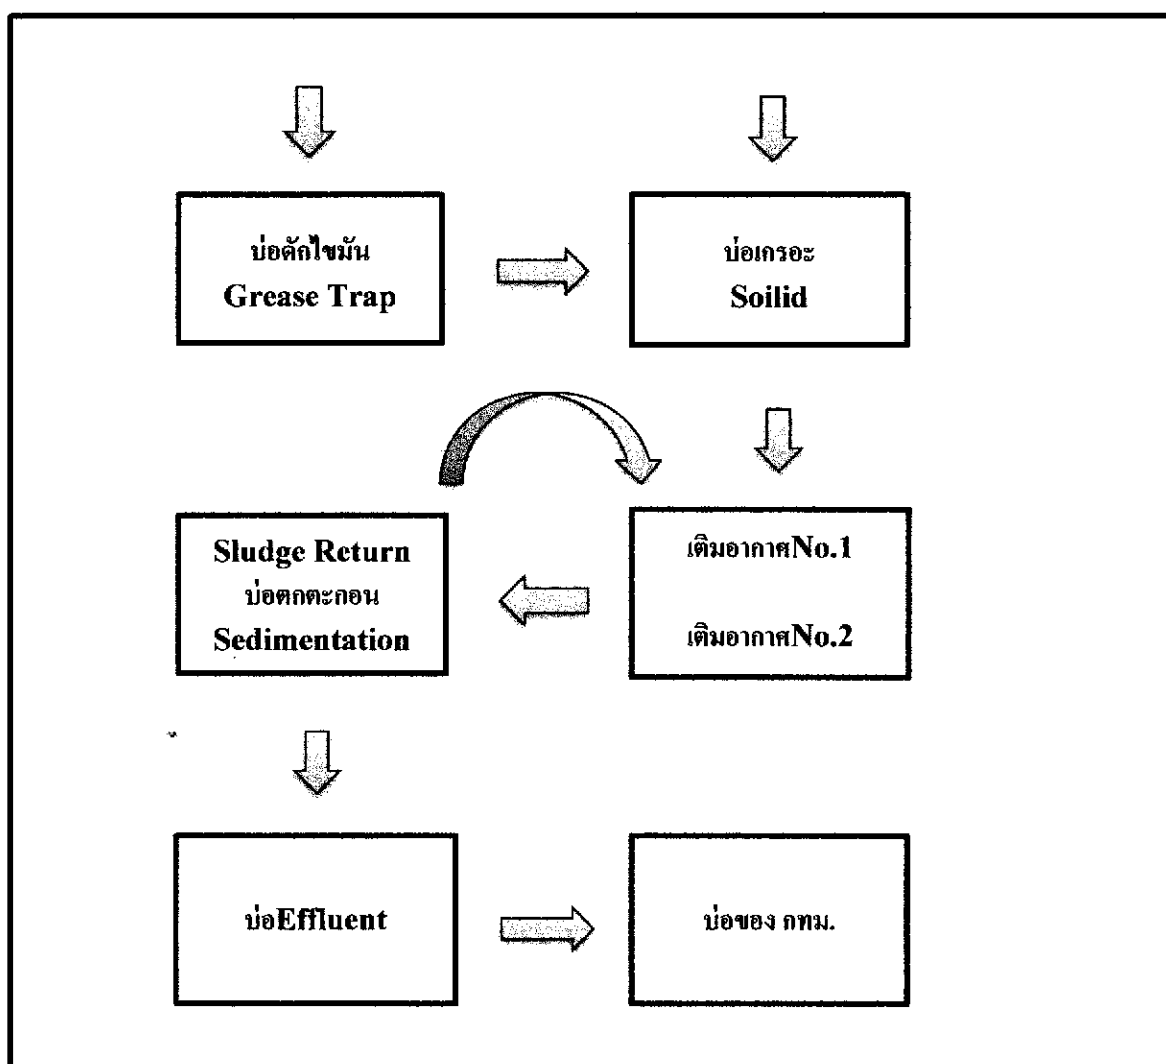 บ่อดักไขมัน
Grease Trap
บ่อเกรอะ
Soilid
Sludge Return
บ่อตกตะกอน
Sedimentation
เติมอากาศNo.1
เติมอากาศNo.2
บ่อEffluent
บ่อของ กทม.